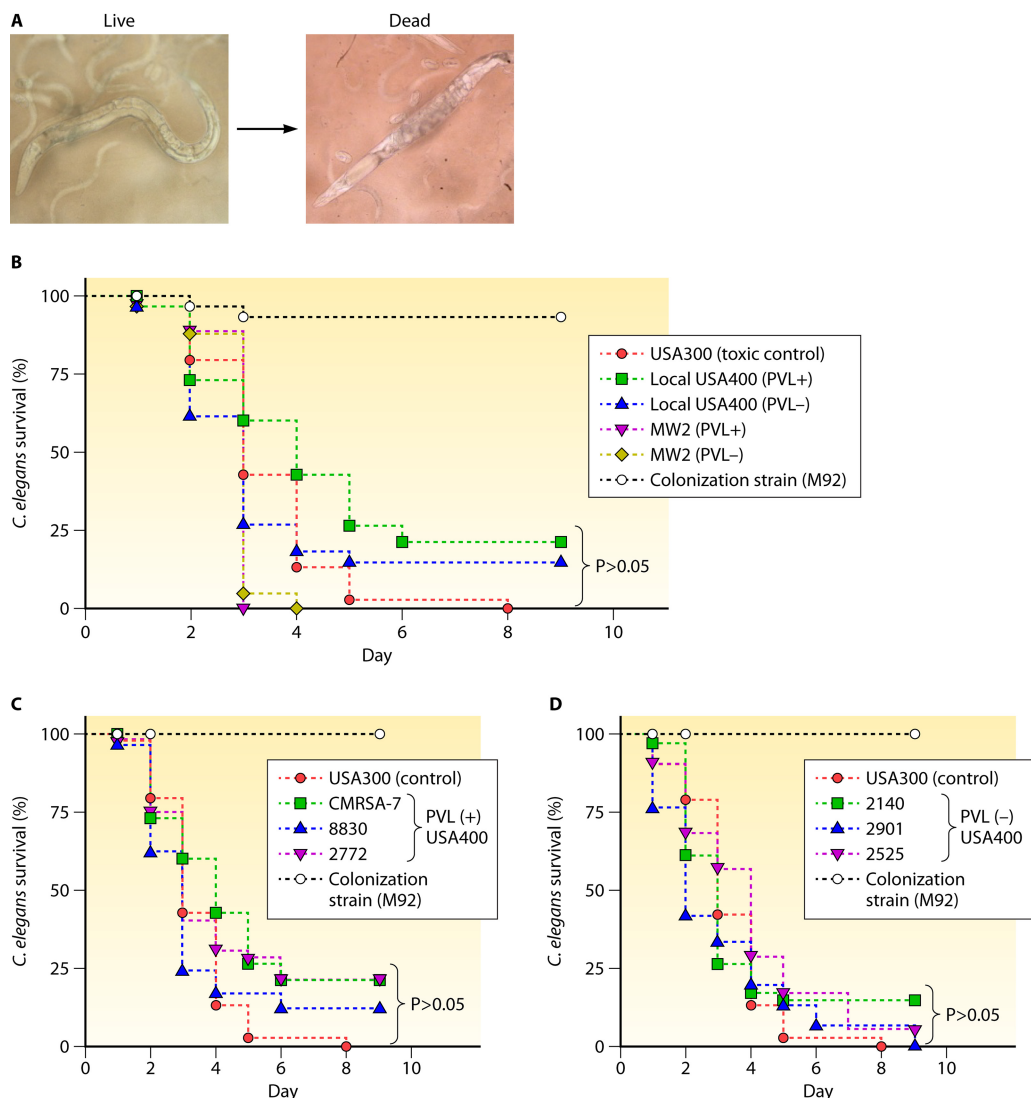 A
Live
Dead
B
C. elegans survival (%)
100
75
50
25
0
0 2 4 6 8 10
Day
USA300 (toxic control)
Local USA400 (PVL+)
Local USA400 (PVL–)
MW2 (PVL+)
MW2 (PVL–)
Colonization strain (M92)
P>0.05
C
C. elegans survival (%)
100
75
50
25
0
0 2 4 6 8 10
Day
USA300 (control)
CMRSA-7
8830
2772
PVL (+)
USA400
Colonization
strain (M92)
P>0.05
D
C. elegans survival (%)
100
75
50
25
0
0 2 4 6 8 10
Day
USA300 (control)
2140
2901
2525
PVL (–)
USA400
Colonization
strain (M92)
P>0.05